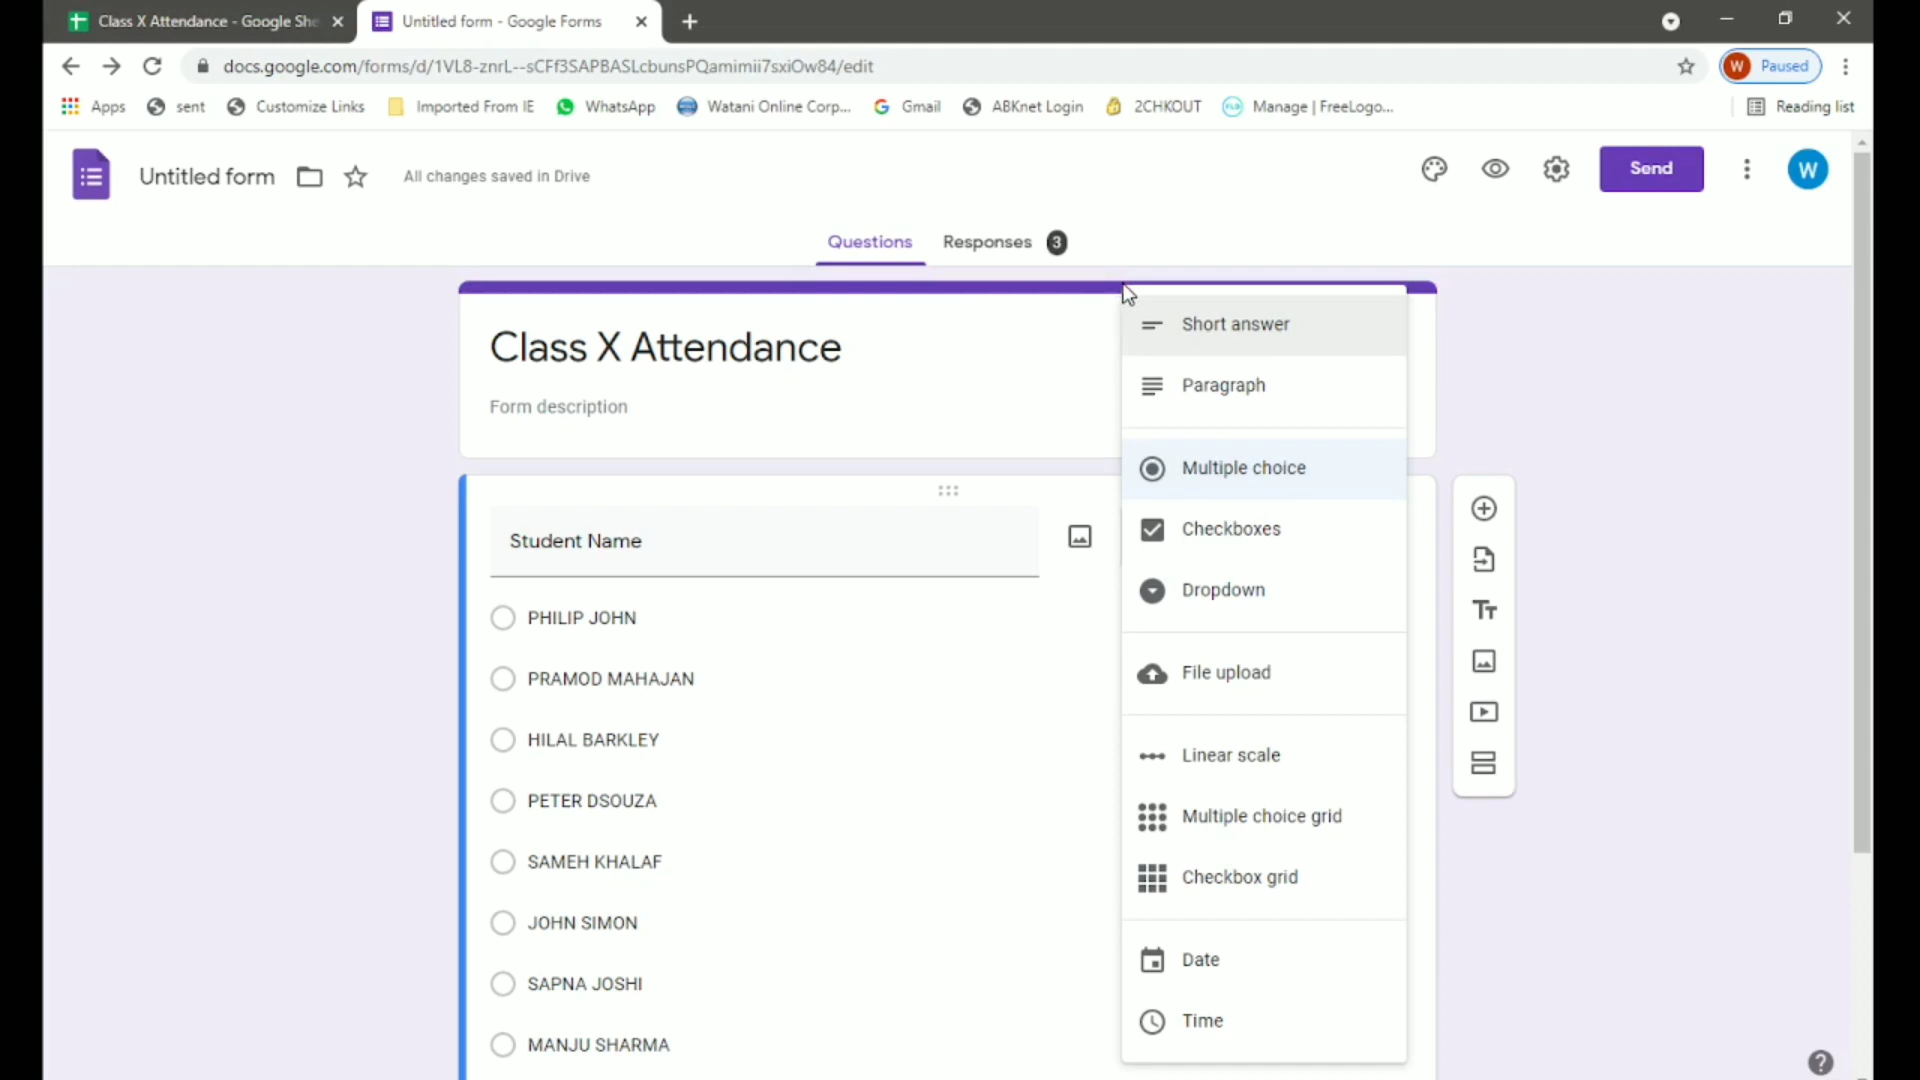 Class X Attendance - Google She
Untitled form - Google Forms
docs.google.com/forms/d/1VL8-znrL--sCFf3SAPBASLcbunsPQamimii7sxiOw84/edit
W Paused
Apps sent Customize Links Imported From IE WhatsApp Watani Online Corp... Gmail ABKnet Login 2CHKOUT Manage | FreeLogo... Reading list
Untitled form All changes saved in Drive Send W
Questions Responses 3
Class X Attendance
Form description
Student Name
PHILIP JOHN
PRAMOD MAHAJAN
HILAL BARKLEY
PETER DSOUZA
SAMEH KHALAF
JOHN SIMON
SAPNA JOSHI
MANJU SHARMA
Short answer
Paragraph
Multiple choice
Checkboxes
Dropdown
File upload
Linear scale
Multiple choice grid
Checkbox grid
Date
Time